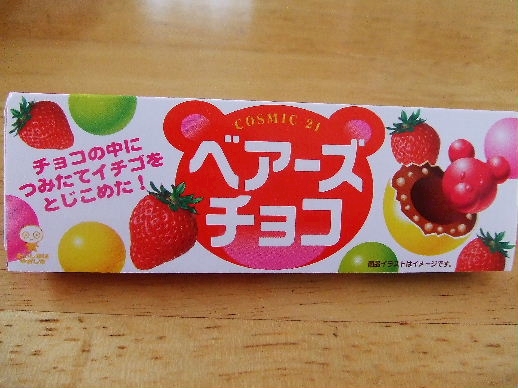 チョコの中に
つみたてイチゴを
とじこめた！
COSMIC 21
ベアーズ
チョコ
商品イラストはイメージです。